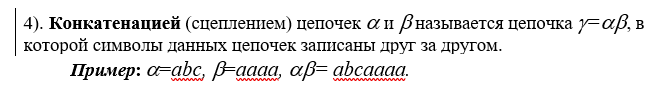 4). Конкатенацией (сцеплением) цепочек α и β называется цепочка γ=αβ, в
которой символы данных цепочек записаны друг за другом.
Пример: α=abc, β=aaaa, αβ= abcaaaa.